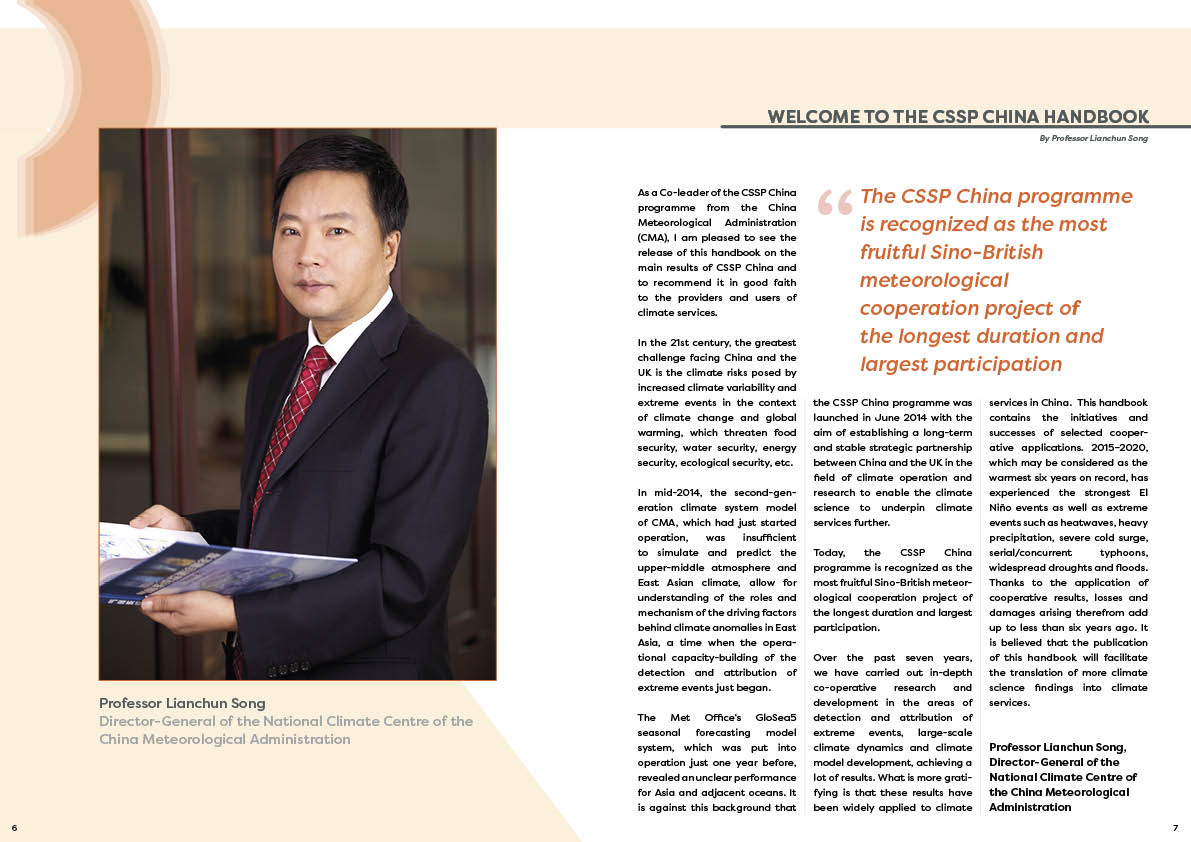 WELCOME TO THE CSSP CHINA HANDBOOK
By Professor Lianchun Song
As a Co-leader of the CSSP China
programme from the China
Meteorological Administration
(CMA), I am pleased to see the
release of this handbook on the
main results of CSSP China and
to recommend it in good faith
to the providers and users of
climate services.
In the 21st century, the greatest
challenge facing China and the
UK is the climate risks posed by
increased climate variability and
extreme events in the context
of climate change and global
warming, which threaten food
security, water security, energy
security, ecological security, etc.
In mid-2014, the second-gen-
eration climate system model
of CMA, which had just started
operation, was insufficient
to simulate and predict the
upper-middle atmosphere and
East Asian climate, allow for
understanding of the roles and
mechanism of the driving factors
behind climate anomalies in East
Asia, a time when the opera-
tional capacity-building of the
detection and attribution of
extreme events just began.
The Met Office's GloSea5
seasonal forecasting model
system, which was put into
operation just one year before,
revealed an unclear performance
for Asia and adjacent oceans. It
is against this background that
“ The CSSP China programme
is recognized as the most
fruitful Sino-British
meteorological
cooperation project of
the longest duration and
largest participation
the CSSP China programme was
launched in June 2014 with the
aim of establishing a long-term
and stable strategic partnership
between China and the UK in the
field of climate operation and
research to enable the climate
science to underpin climate
services further.
Today, the CSSP China
programme is recognized as the
most fruitful Sino-British meteor-
ological cooperation project of
the longest duration and largest
participation.
Over the past seven years,
we have carried out in-depth
co-operative research and
development in the areas of
detection and attribution of
extreme events, large-scale
climate dynamics and climate
model development, achieving a
lot of results. What is more grati-
fying is that these results have
been widely applied to climate
services in China. This handbook
contains the initiatives and
successes of selected cooper-
ative applications. 2015–2020,
which may be considered as the
warmest six years on record, has
experienced the strongest El
Niño events as well as extreme
events such as heatwaves, heavy
precipitation, severe cold surge,
serial/concurrent typhoons,
widespread droughts and floods.
Thanks to the application of
cooperative results, losses and
damages arising therefrom add
up to less than six years ago. It
is believed that the publication
of this handbook will facilitate
the translation of more climate
science findings into climate
services.
Professor Lianchun Song,
Director-General of the
National Climate Centre of
the China Meteorological
Administration
Professor Lianchun Song
Director-General of the National Climate Centre of the
China Meteorological Administration
6
7